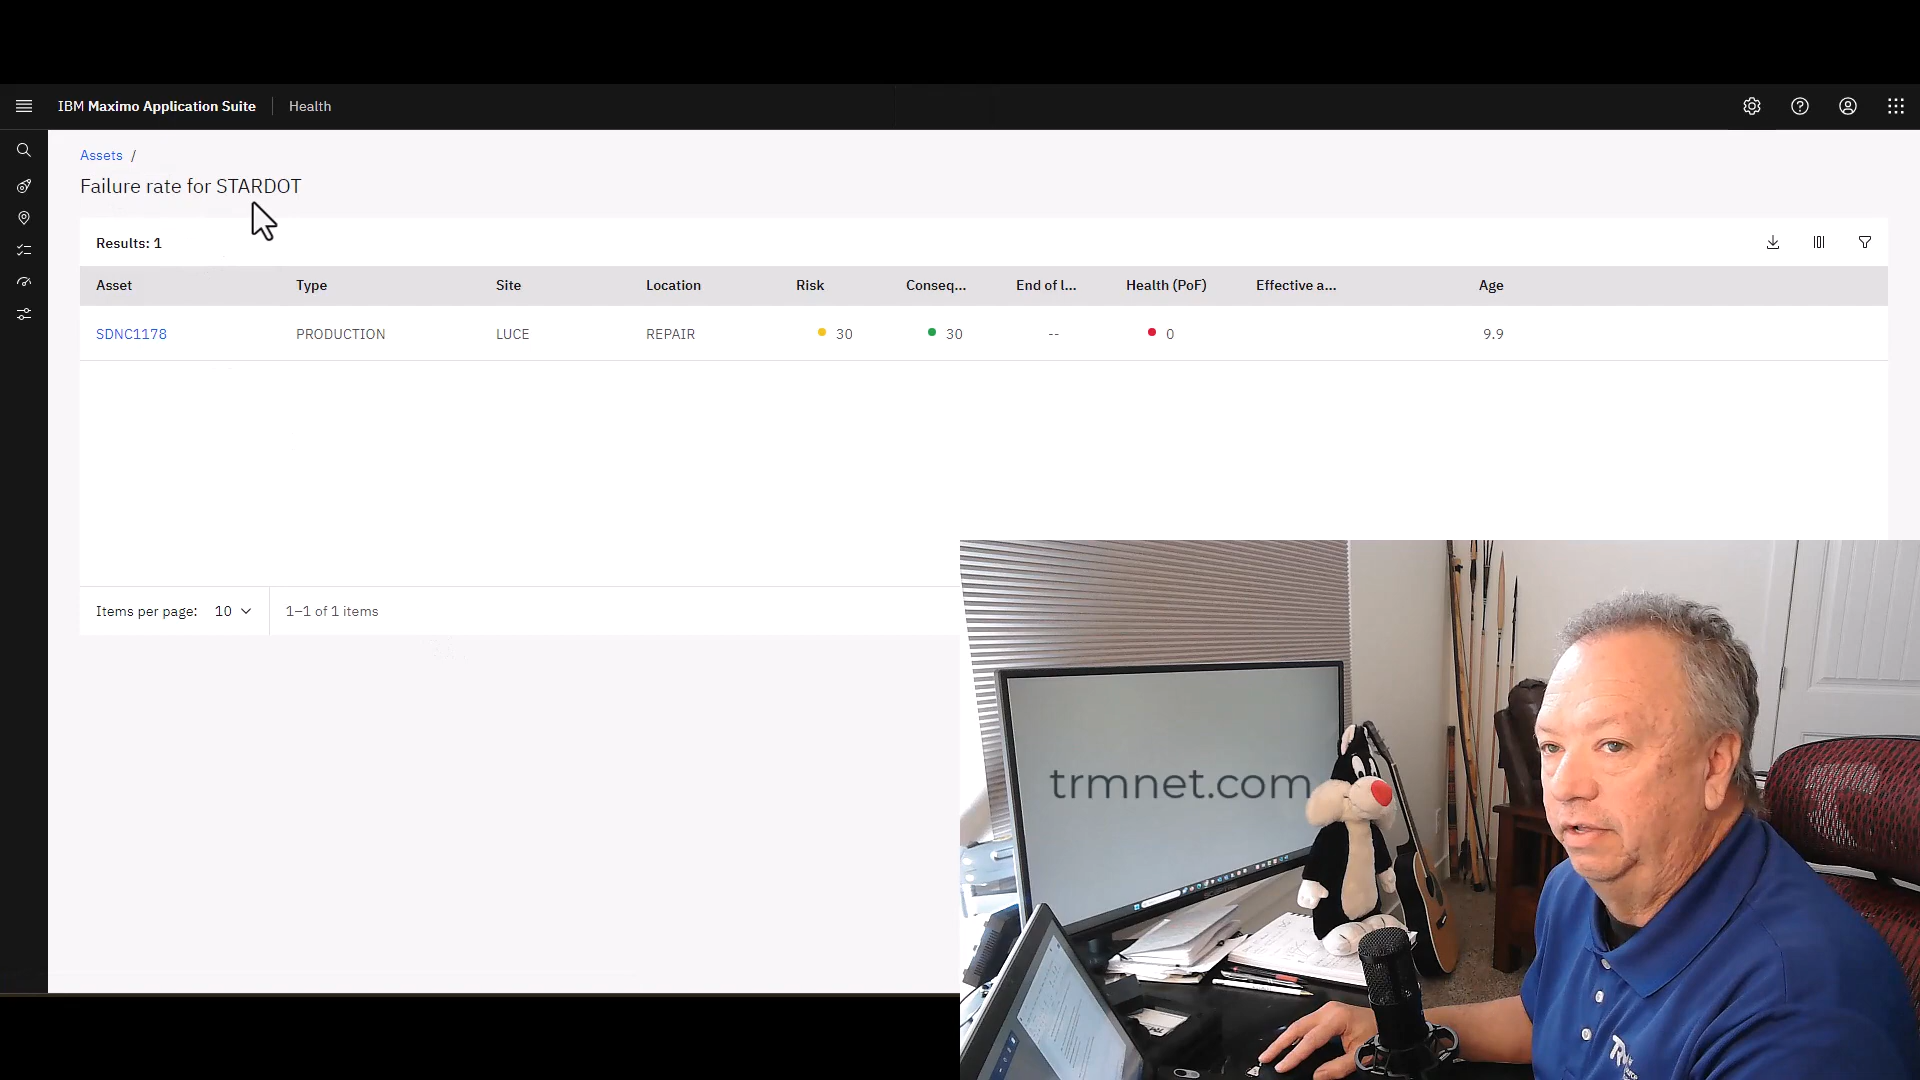 IBM Maximo Application Suite
Health
Assets /
Failure rate for STARDOT
Results: 1
Asset Type Site Location Risk Conseq... End of l... Health (PoF) Effective a... Age
SDNC1178 PRODUCTION LUCE REPAIR 30 30 -- 0 9.9
Items per page: 10 1–1 of 1 items
trmnet.com